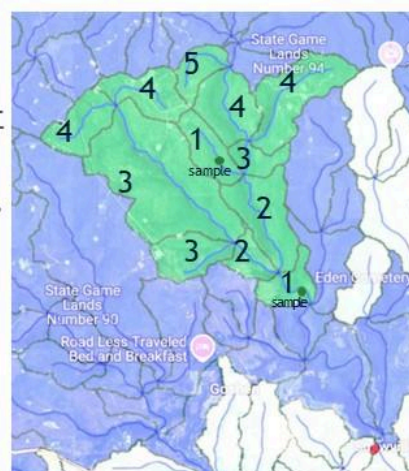 5
State Game
Lands
Number 94
4
4
4
4
1
3
sample
3
2
3
2
1
Eden Cemetery
sample
State Game
Lands
Number 90
Road Less Traveled
Bed and Breakfast